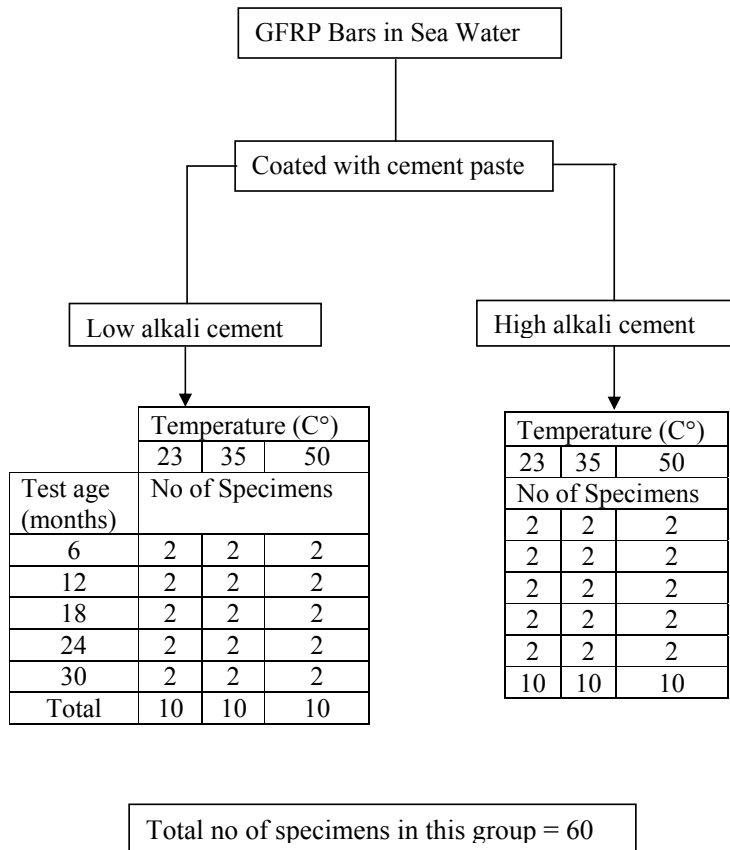 GFRP Bars in Sea Water
Coated with cement paste
Low alkali cement
High alkali cement
Temperature (C°)
23 35 50
Test age (months) No of Specimens
6 2 2 2
12 2 2 2
18 2 2 2
24 2 2 2
30 2 2 2
Total 10 10 10
Temperature (C°)
23 35 50
No of Specimens
2 2 2
2 2 2
2 2 2
2 2 2
2 2 2
10 10 10
Total no of specimens in this group = 60